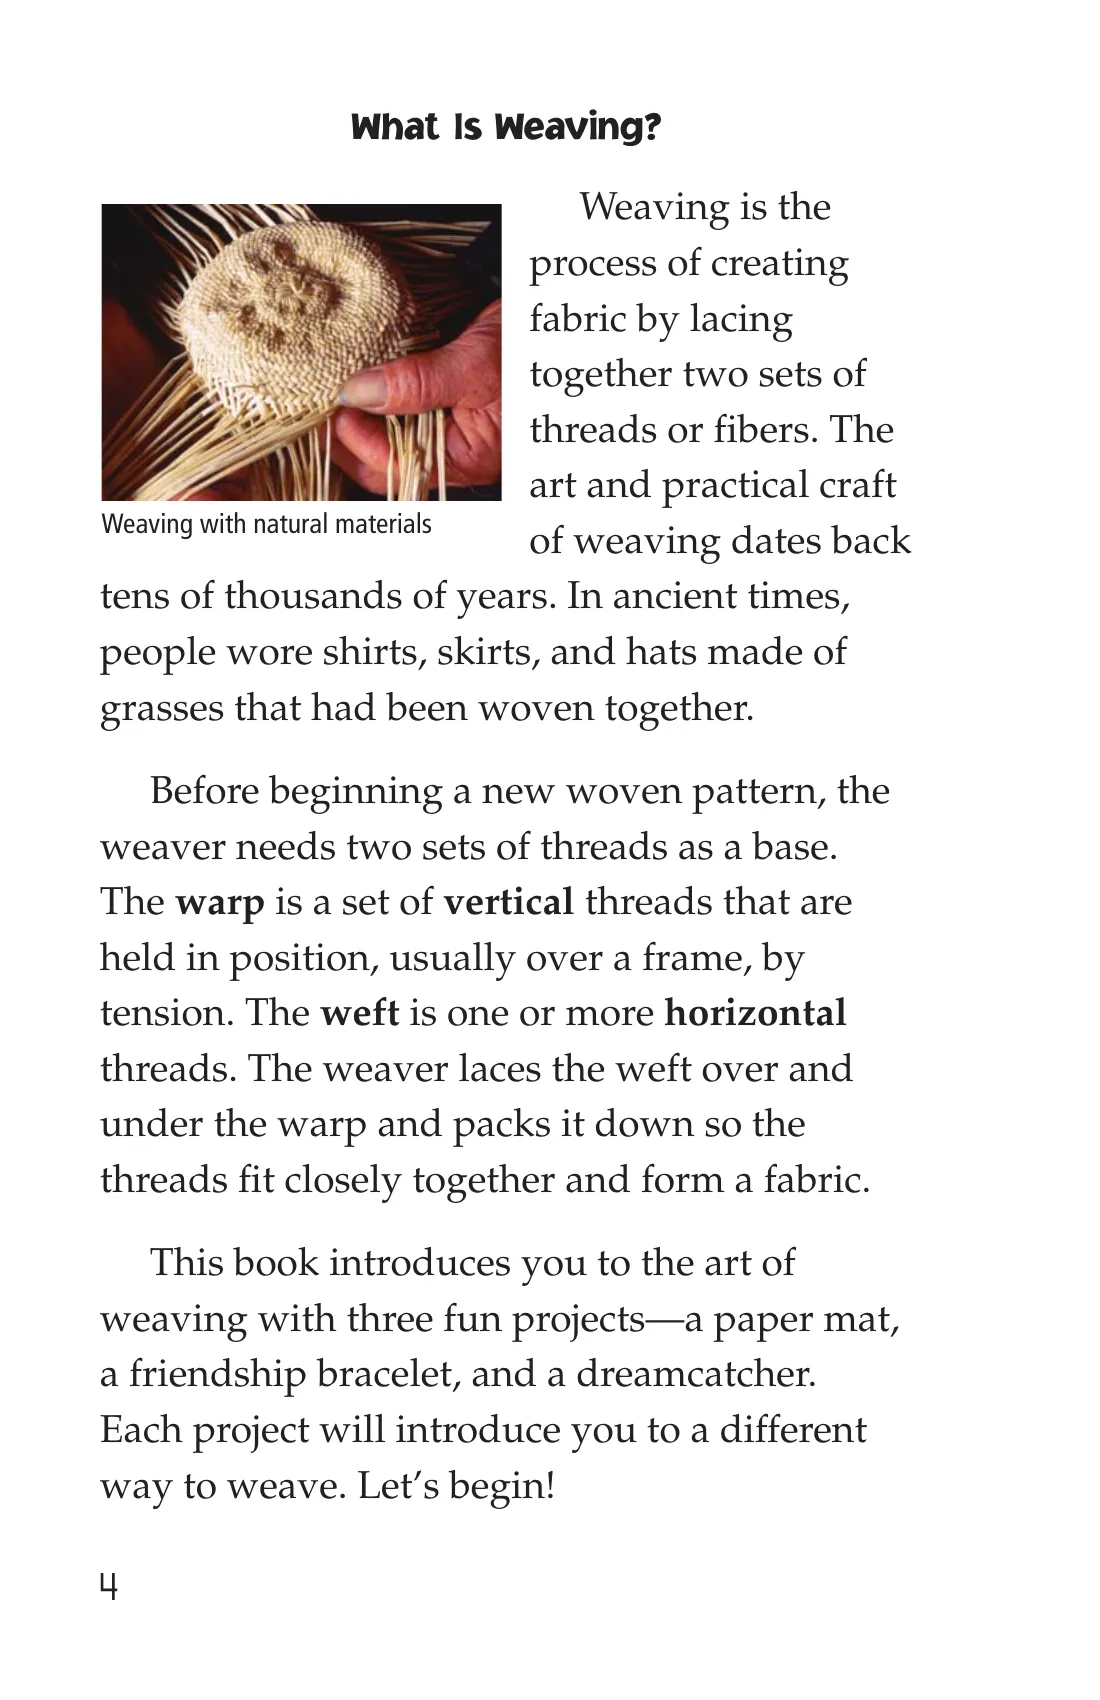 What Is Weaving?
Weaving is the
process of creating
fabric by lacing
together two sets of
threads or fibers. The
art and practical craft
of weaving dates back
Weaving with natural materials
tens of thousands of years. In ancient times,
people wore shirts, skirts, and hats made of
grasses that had been woven together.
Before beginning a new woven pattern, the
weaver needs two sets of threads as a base.
The warp is a set of vertical threads that are
held in position, usually over a frame, by
tension. The weft is one or more horizontal
threads. The weaver laces the weft over and
under the warp and packs it down so the
threads fit closely together and form a fabric.
This book introduces you to the art of
weaving with three fun projects—a paper mat,
a friendship bracelet, and a dreamcatcher.
Each project will introduce you to a different
way to weave. Let’s begin!
4